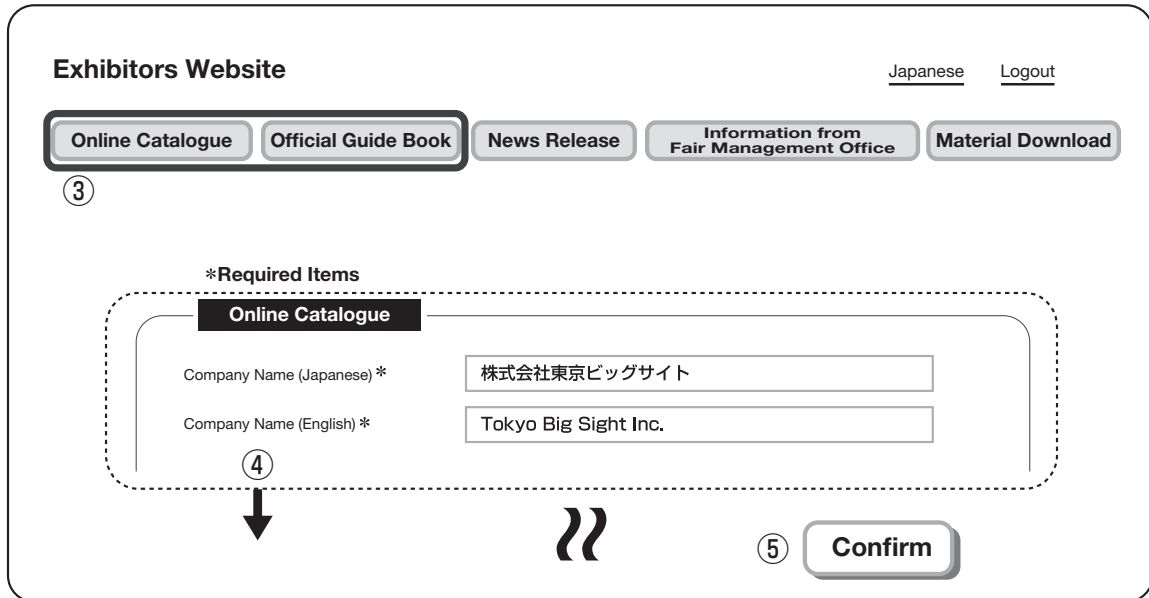 Exhibitors Website
Japanese Logout
Online Catalogue Official Guide Book News Release Information from Fair Management Office Material Download
③
*Required Items
Online Catalogue
Company Name (Japanese) * 株式会社東京ビッグサイト
Company Name (English) * Tokyo Big Sight Inc.
④
⑤ Confirm